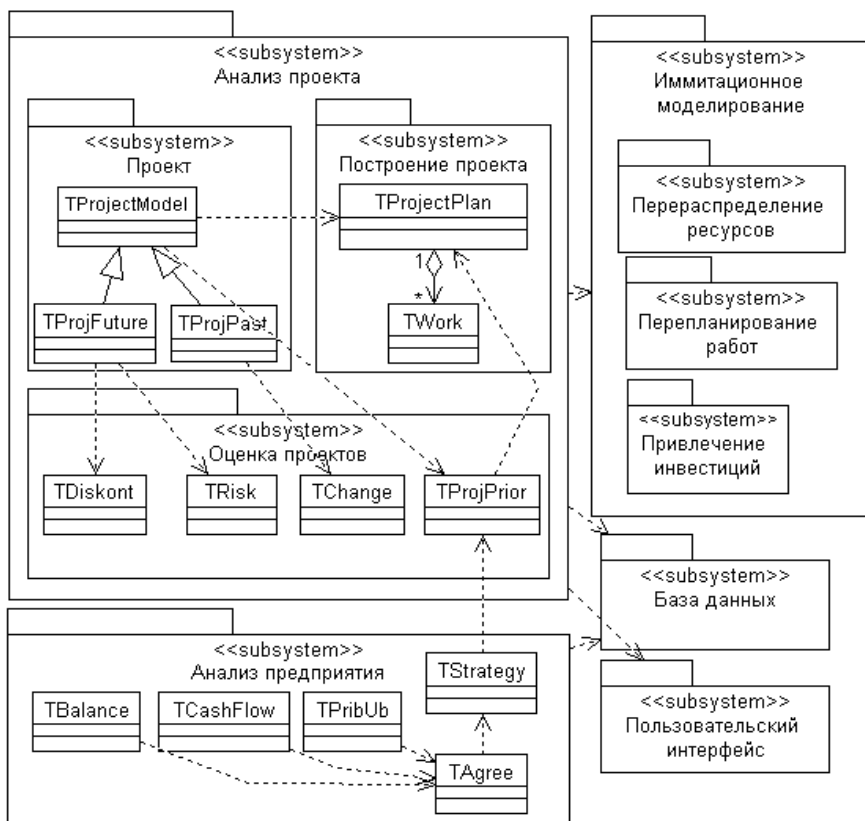 <<subsystem>>
Анализ проекта
<<subsystem>>
Проект
TProjectModel
TProjFuture
TProjPast
<<subsystem>>
Построение проекта
TProjectPlan
1
*
TWork
<<subsystem>>
Оценка проектов
TDiskont
TRisk
TChange
TProjPrior
<<subsystem>>
Иммитационное
моделирование
<<subsystem>>
Перераспределение
ресурсов
<<subsystem>>
Перепланирование
работ
<<subsystem>>
Привлечение
инвестиций
<<subsystem>>
База данных
<<subsystem>>
Пользовательский
интерфейс
<<subsystem>>
Анализ предприятия
TStrategy
TBalance
TCashFlow
TPribUb
TAgree